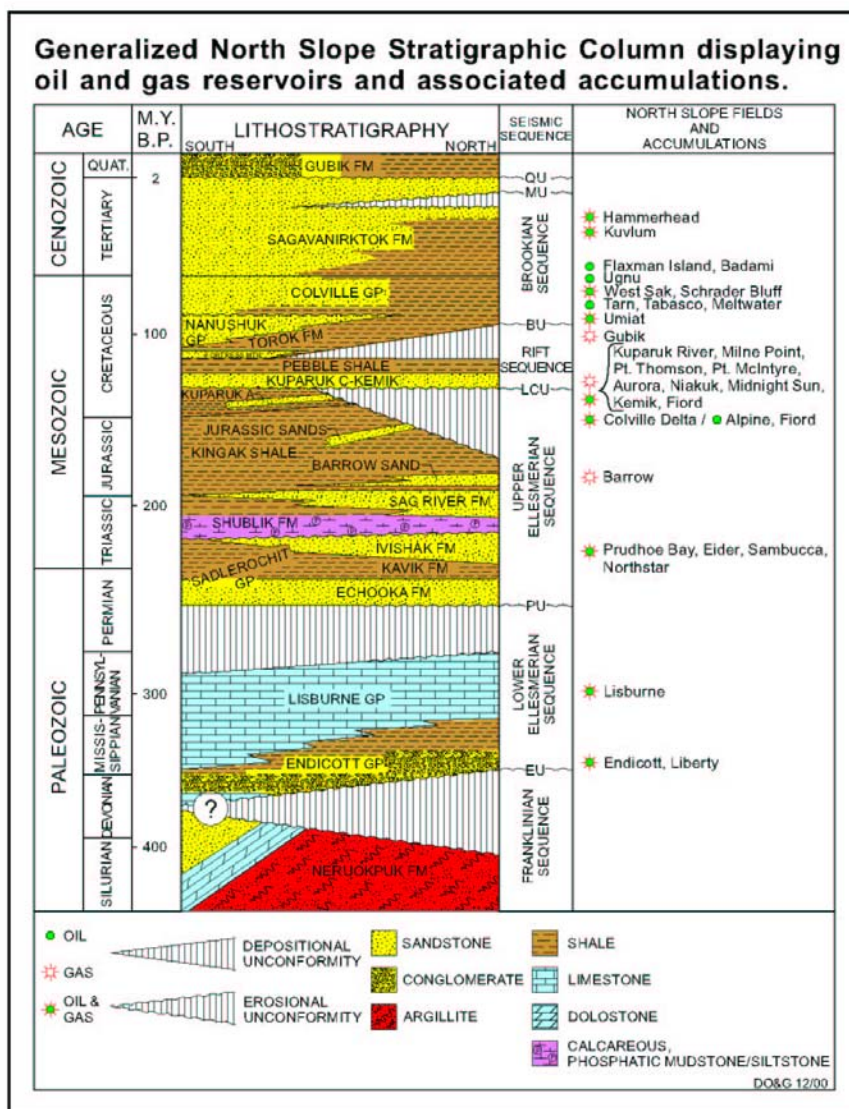 Generalized North Slope Stratigraphic Column displaying
oil and gas reservoirs and associated accumulations.
AGE
M.Y.
B.P.
LITHOSTRATIGRAPHY
SOUTH
NORTH
SEISMIC
SEQUENCE
NORTH SLOPE FIELDS
AND
ACCUMULATIONS
CENOZOIC
QUAT.
TERTIARY
MESOZOIC
CRETACEOUS
JURASSIC
TRIASSIC
PALEOZOIC
PERMIAN
PENNSYL-
VANIAN
MISSIS-
SIPPIAN
DEVONIAN
SILURIAN
2
100
200
300
400
GUBIK FM
SAGAVANIRKTOK FM
COLVILLE GP
NANUSHUK
GP
TOROK FM
PEBBLE SHALE
KUPARUK C-KEMIK
KUPARUK A
JURASSIC SANDS
KINGAK SHALE
BARROW SAND
SAG RIVER FM
SHUBLIK FM
IVISHAK FM
SADLEROCHIT
GP
KAVIK FM
ECHOOKA FM
LISBURNE GP
ENDICOTT GP
?
NERUOKPUK FM
QU
MU
BROOKIAN
SEQUENCE
BU
RIFT
SEQUENCE
LCU
UPPER
ELLESMERIAN
SEQUENCE
PU
LOWER
ELLESMERIAN
SEQUENCE
EU
FRANKLINIAN
SEQUENCE
Hammerhead
Kuvlum
Flaxman Island, Badami
Ugnu
West Sak, Schrader Bluff
Tarn, Tabasco, Meltwater
Umiat
Gubik
Kuparuk River, Milne Point,
Pt. Thomson, Pt. McIntyre,
Aurora, Niakuk, Midnight Sun,
Kemik, Fiord
Colville Delta / Alpine, Fiord
Barrow
Prudhoe Bay, Eider, Sambucca,
Northstar
Lisburne
Endicott, Liberty
OIL
GAS
OIL &
GAS
DEPOSITIONAL
UNCONFORMITY
EROSIONAL
UNCONFORMITY
SANDSTONE
CONGLOMERATE
ARGILLITE
SHALE
LIMESTONE
DOLOSTONE
CALCAREOUS,
PHOSPHATIC MUDSTONE/SILTSTONE
DO&G 12/00